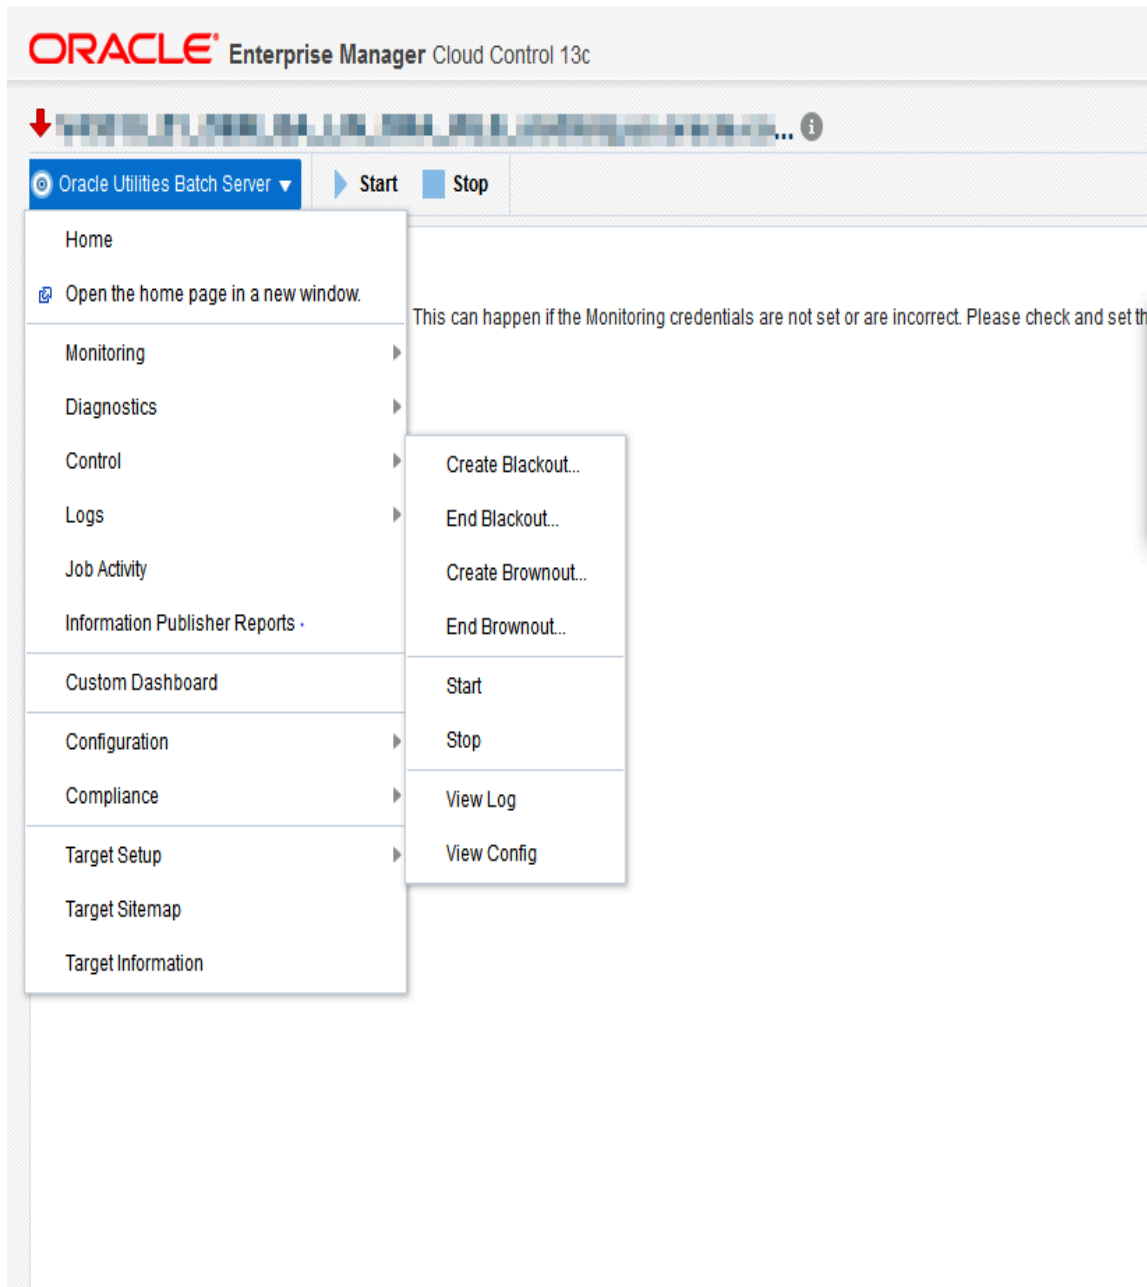 ORACLE Enterprise Manager Cloud Control 13c
...
Oracle Utilities Batch Server Start Stop
Home
Open the home page in a new window.
This can happen if the Monitoring credentials are not set or are incorrect. Please check and set
Monitoring
Diagnostics
Control
Logs
Job Activity
Information Publisher Reports
Custom Dashboard
Configuration
Compliance
Target Setup
Target Sitemap
Target Information
Create Blackout...
End Blackout...
Create Brownout...
End Brownout...
Start
Stop
View Log
View Config